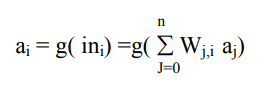 n
aᵢ = g( inᵢ) =g( Σ Wⱼ,ᵢ aⱼ)
J=0